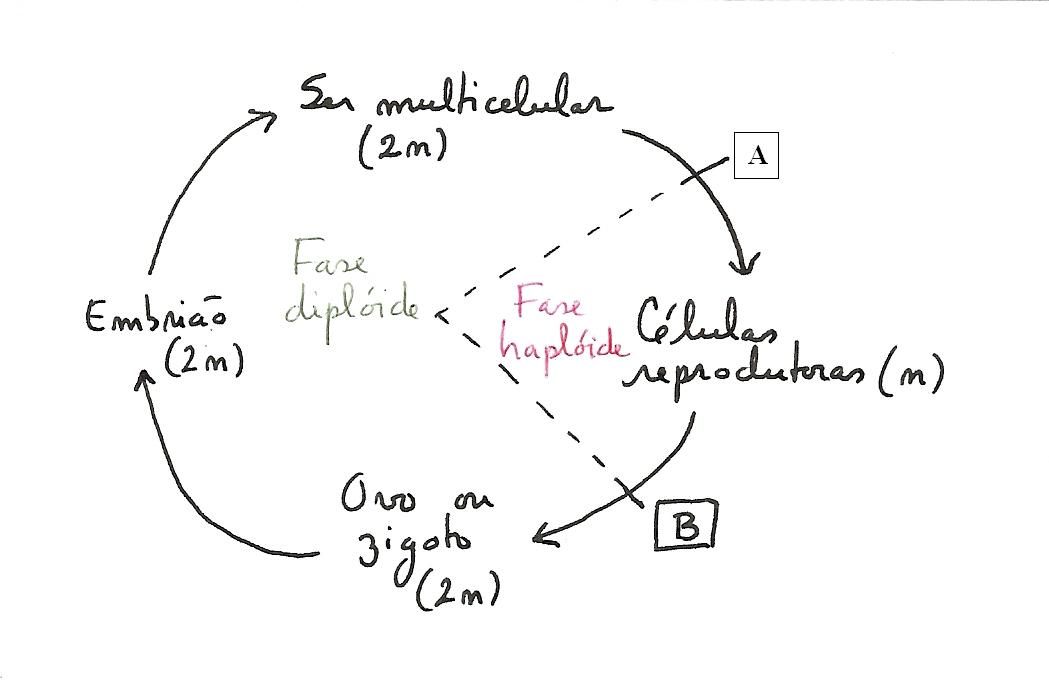 Ser multicelular
(2n)
A
Fase
diplóide
Fase
haplóide
Células
reprodutoras (n)
Embrião
(2n)
Ovo ou
zigoto
(2n)
B